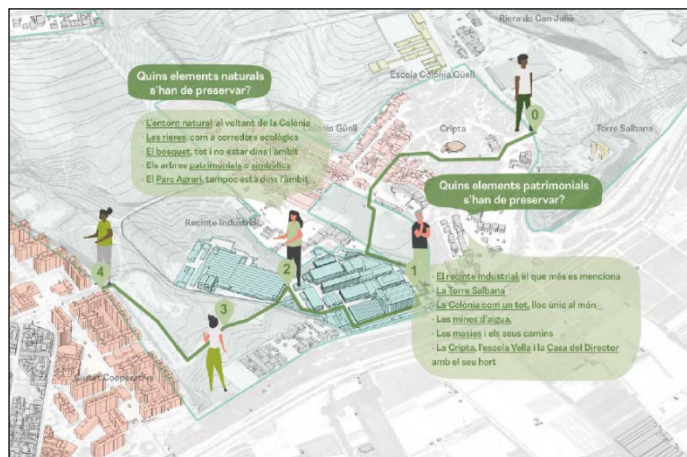 Riera de Can Julià
Escola Colònia Güell
Quins elements naturals
s'han de preservar?
0
L'entorn natural al voltant de la Colònia
Les rieres, com a corredors ecològics
El bosquet, tot i no estar dins l'àmbit
Els arbres patrimonials o simbòlics
El Parc Agrari, tampoc està dins l'àmbit
Colònia Güell
Cripta
Torre Salbana
Quins elements patrimonials
s'han de preservar?
Recinte Industrial
4
2
1
3
- El recinte industrial, el que més es menciona
- La Torre Salbana
- La Colònia com un tot, lloc únic al món
- Les mines d'aigua,
- Les masies i els seus camins
- La Cripta, l'escola Vella i la Casa del Director
amb el seu hort
Ciutat Cooperativa